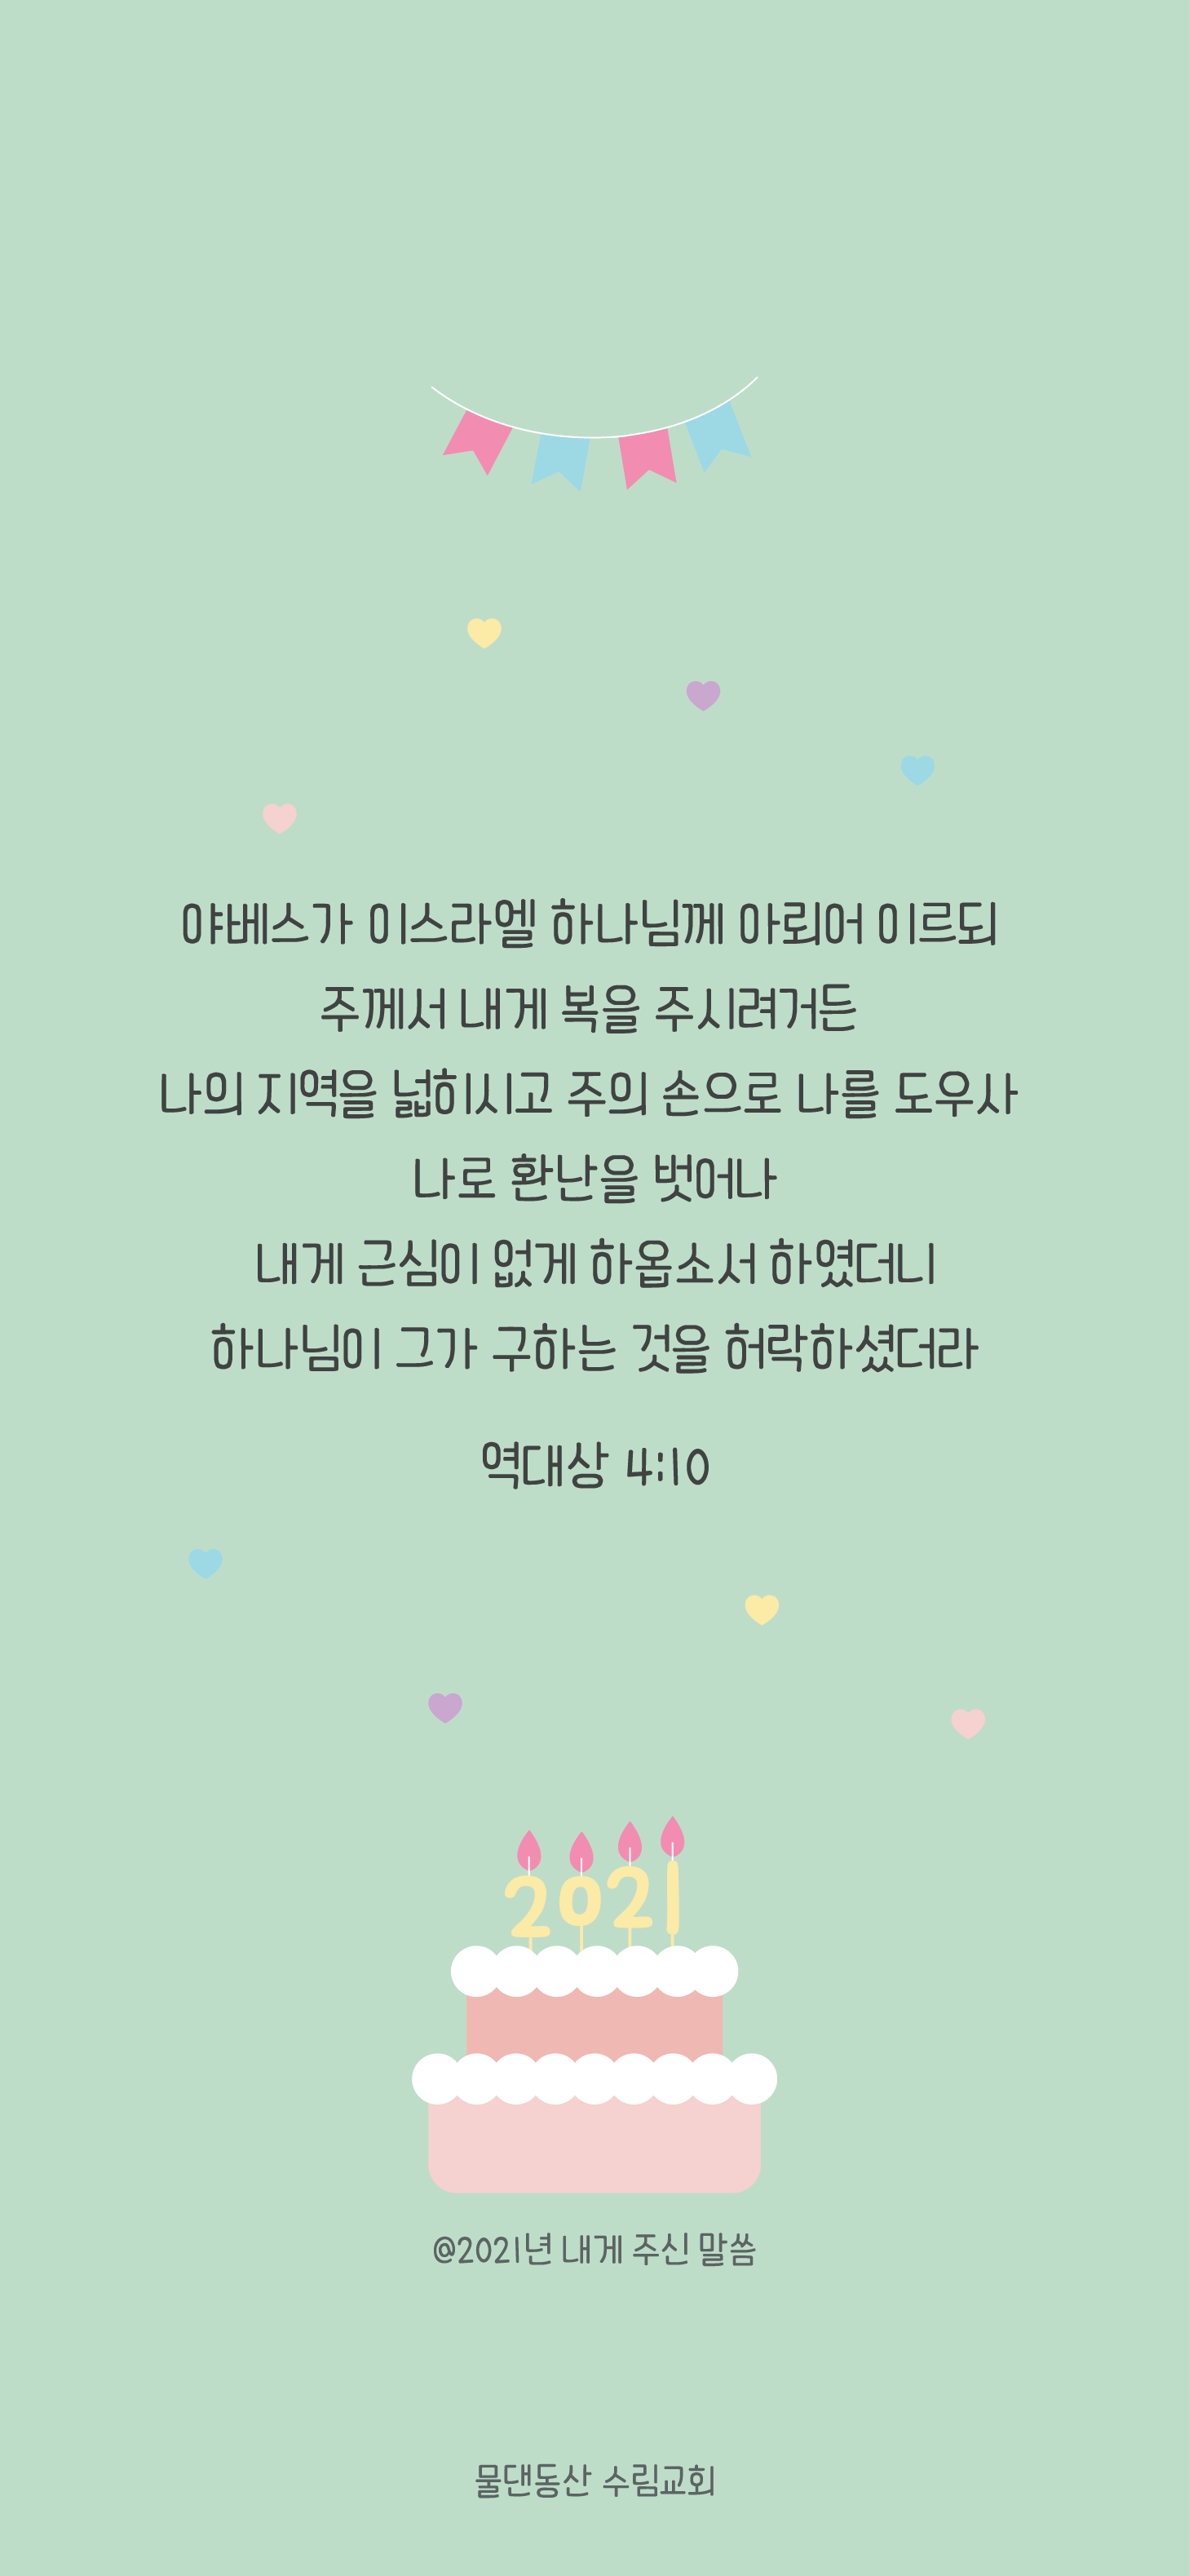 야베스가 이스라엘 하나님께 아뢰어 이르되
주께서 내게 복을 주시려거든
나의 지역을 넓히시고 주의 손으로 나를 도우사
나로 환난을 벗어나
내게 근심이 없게 하옵소서 하였더니
하나님이 그가 구하는 것을 허락하셨더라
역대상 4:10
2021
@2021년 내게 주신 말씀
물댄동산 수림교회